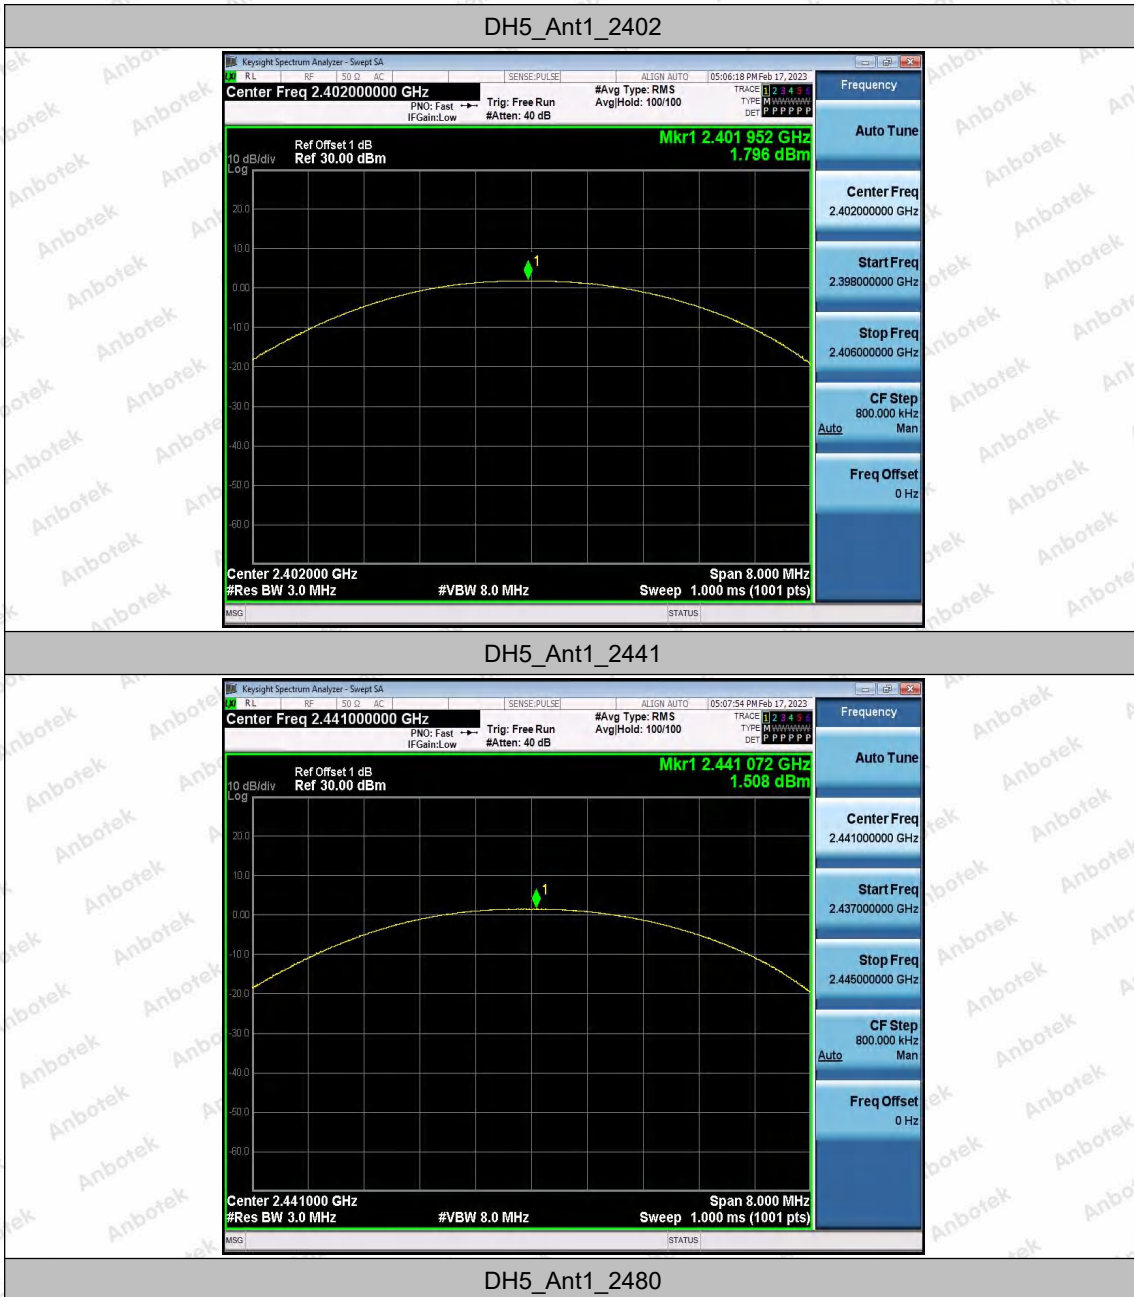 DH5_Ant1_2402
Keysight Spectrum Analyzer - Swept SA
RL RF 50 Ω AC SENSE:PULSE ALIGN AUTO 05:06:18 PM Feb 17, 2023
Center Freq 2.402000000 GHz
PNO: Fast
IFGain:Low
Trig: Free Run
#Atten: 40 dB
#Avg Type: RMS
Avg|Hold: 100/100
TRACE 1 2 3 4 5 6
TYPE M W W W W W
DET P P P P P P
Mkr1 2.401 952 GHz
1.796 dBm
Ref Offset 1 dB
10 dB/div Ref 30.00 dBm
Log
20.0
10.0
1
0.00
-10.0
-20.0
-30.0
-40.0
-50.0
-60.0
Center 2.402000 GHz Span 8.000 MHz
#Res BW 3.0 MHz #VBW 8.0 MHz Sweep 1.000 ms (1001 pts)
MSG STATUS
Frequency
Auto Tune
Center Freq
2.402000000 GHz
Start Freq
2.398000000 GHz
Stop Freq
2.406000000 GHz
CF Step
800.000 kHz
Auto Man
Freq Offset
0 Hz
DH5_Ant1_2441
Keysight Spectrum Analyzer - Swept SA
RL RF 50 Ω AC SENSE:PULSE ALIGN AUTO 05:07:54 PM Feb 17, 2023
Center Freq 2.441000000 GHz
PNO: Fast
IFGain:Low
Trig: Free Run
#Atten: 40 dB
#Avg Type: RMS
Avg|Hold: 100/100
TRACE 1 2 3 4 5 6
TYPE M W W W W W
DET P P P P P P
Mkr1 2.441 072 GHz
1.508 dBm
Ref Offset 1 dB
10 dB/div Ref 30.00 dBm
Log
20.0
10.0
1
0.00
-10.0
-20.0
-30.0
-40.0
-50.0
-60.0
Center 2.441000 GHz Span 8.000 MHz
#Res BW 3.0 MHz #VBW 8.0 MHz Sweep 1.000 ms (1001 pts)
MSG STATUS
Frequency
Auto Tune
Center Freq
2.441000000 GHz
Start Freq
2.437000000 GHz
Stop Freq
2.445000000 GHz
CF Step
800.000 kHz
Auto Man
Freq Offset
0 Hz
DH5_Ant1_2480
Anbotek